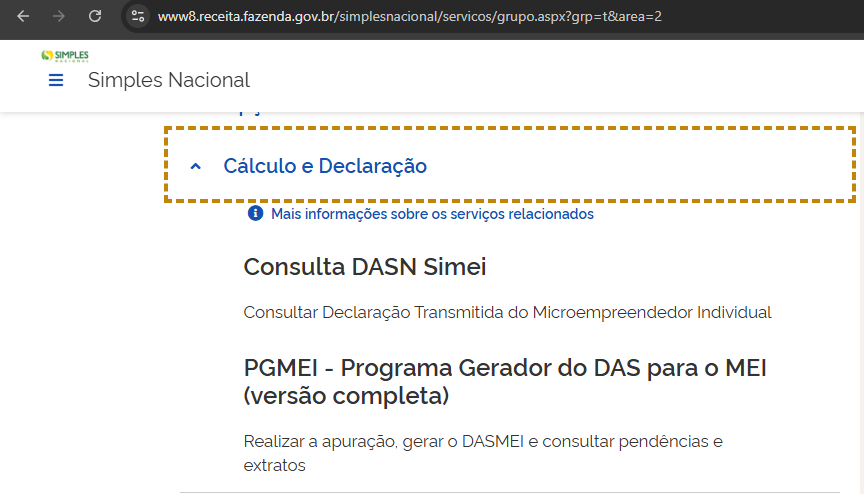 www8.receita.fazenda.gov.br/simplesnacional/servicos/grupo.aspx?grp=t&area=2
SIMPLES
NACIONAL
Simples Nacional
Cálculo e Declaração
Mais informações sobre os serviços relacionados
Consulta DASN Simei
Consultar Declaração Transmitida do Microempreendedor Individual
PGMEI - Programa Gerador do DAS para o MEI
(versão completa)
Realizar a apuração, gerar o DASMEI e consultar pendências e
extratos